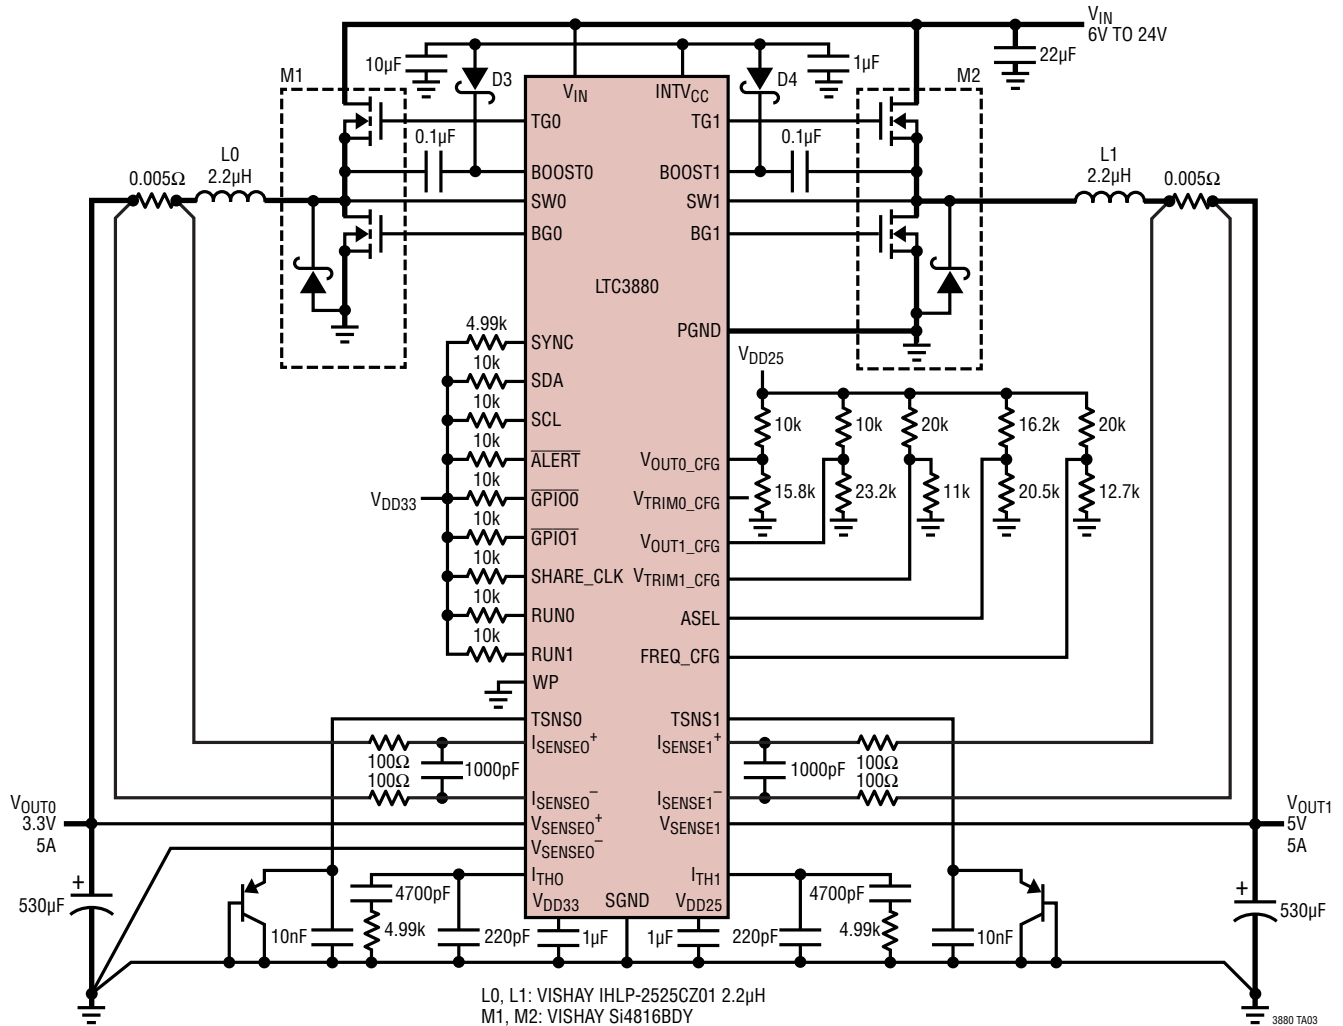 VIN
6V TO 24V
22µF
10µF
1µF
M1
D3
D4
M2
VIN
INTVCC
TG0
TG1
0.1µF
0.1µF
L0
2.2µH
0.005Ω
BOOST0
BOOST1
L1
2.2µH
0.005Ω
SW0
SW1
BG0
BG1
LTC3880
PGND
4.99k
SYNC
VDD25
10k
SDA
10k
SCL
10k
10k
20k
16.2k
20k
10k
ALERT
VOUT0_CFG
10k
VDD33
GPIO0
VTRIM0_CFG
15.8k
23.2k
11k
20.5k
12.7k
10k
GPIO1
VOUT1_CFG
10k
SHARE_CLK
VTRIM1_CFG
10k
RUN0
ASEL
10k
RUN1
FREQ_CFG
WP
TSNS0
TSNS1
ISENSE0+
ISENSE1+
100Ω
100Ω
1000pF
1000pF
100Ω
100Ω
ISENSE0–
ISENSE1–
VOUT0
3.3V
5A
VSENSE0+
VSENSE1
VOUT1
5V
5A
VSENSE0–
ITH0
ITH1
4700pF
4700pF
VDD33
SGND
VDD25
+
530µF
+
530µF
10nF
4.99k
220pF
1µF
1µF
220pF
4.99k
10nF
L0, L1: VISHAY IHLP-2525CZ01 2.2µH
M1, M2: VISHAY Si4816BDY
3880 TA03